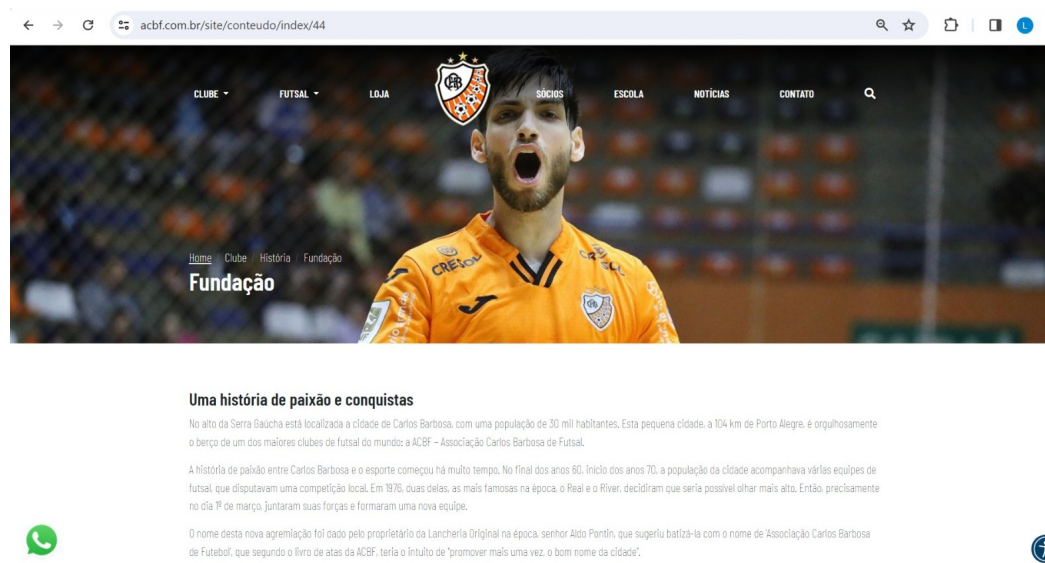 acbf.com.br/site/conteudo/index/44
L
CLUBE
FUTSAL
LOJA
SÓCIOS
ESCOLA
NOTÍCIAS
CONTATO
Home / Clube / História / Fundação
Fundação
CRESOL
Uma história de paixão e conquistas
No alto da Serra Gaúcha está localizada a cidade de Carlos Barbosa, com uma população de 30 mil habitantes. Esta pequena cidade, a 104 km de Porto Alegre, é orgulhosamente
o berço de um dos maiores clubes de futsal do mundo: a ACBF – Associação Carlos Barbosa de Futsal.
A história de paixão entre Carlos Barbosa e o esporte começou há muito tempo. No final dos anos 60, início dos anos 70, a população da cidade acompanhava várias equipes de
futsal, que disputavam uma competição local. Em 1976, duas delas, as mais famosas na época, o Real e o River, decidiram que seria possível olhar mais alto. Então, precisamente
no dia 1º de março, juntaram suas forças e formaram uma nova equipe.
O nome desta nova agremiação foi dado pelo proprietário da Lancheria Original na época, senhor Aldo Pontin, que sugeriu batizá-la com o nome de 'Associação Carlos Barbosa
de Futebol', que segundo o livro de atas da ACBF, teria o intuito de "promover mais uma vez, o bom nome da cidade".